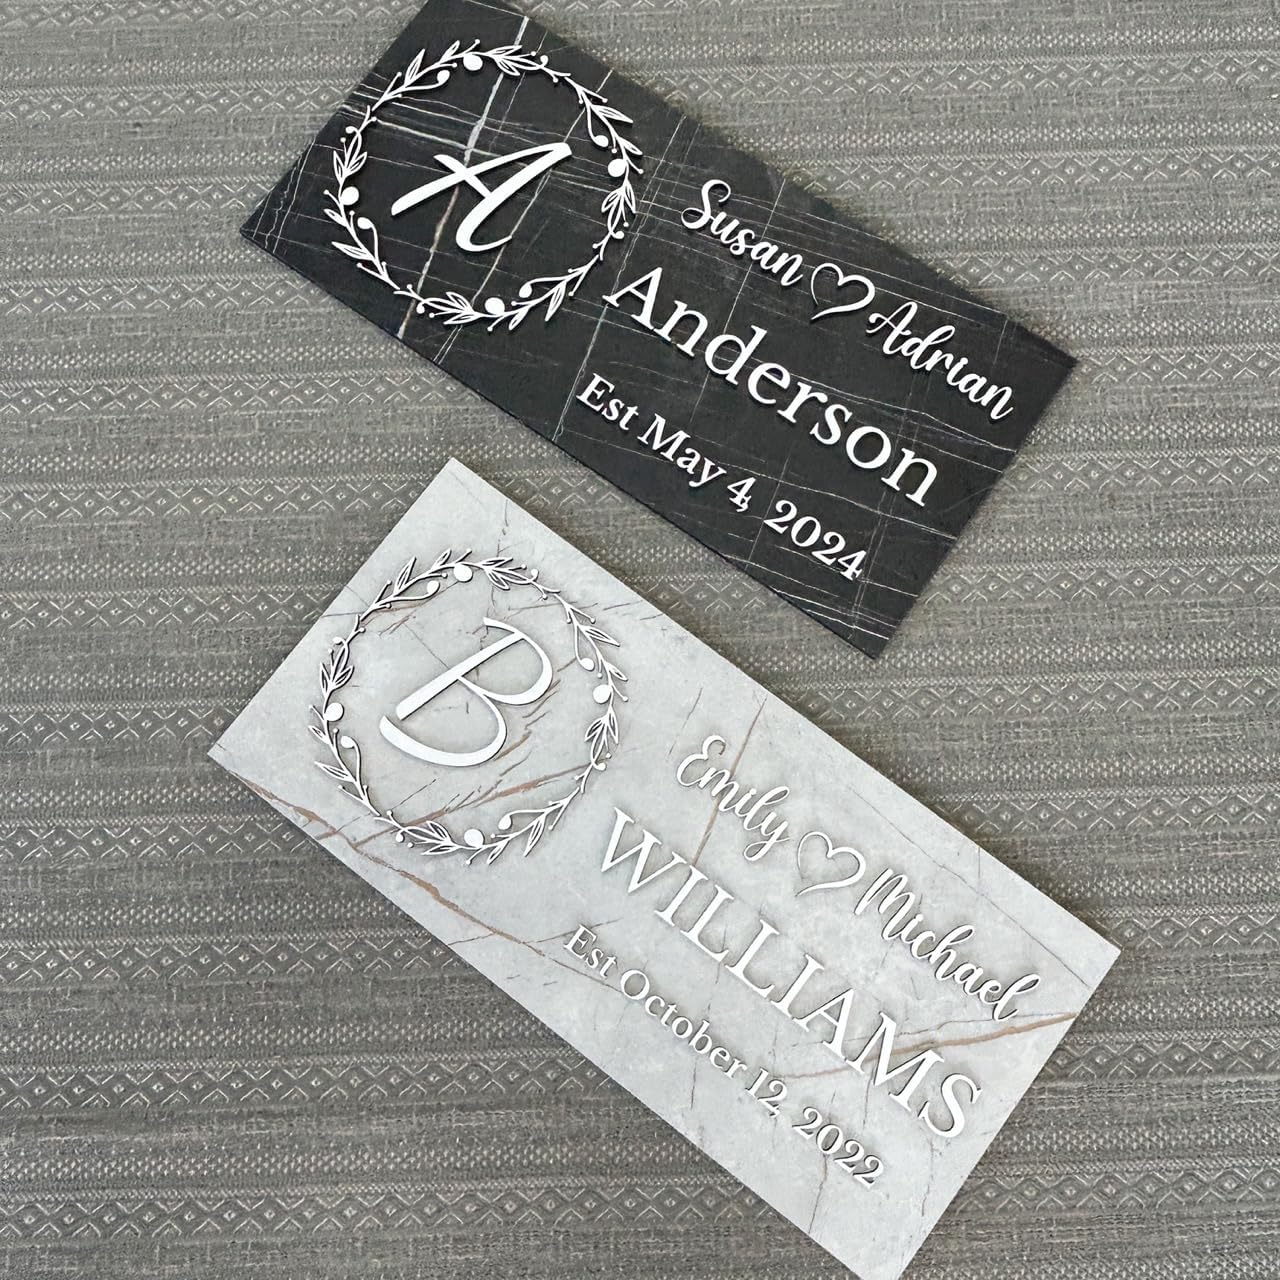 A
Susan ♡ Adrian
Anderson
Est May 4, 2024
B
Emily ♡ Michael
WILLIAMS
Est October 12, 2022